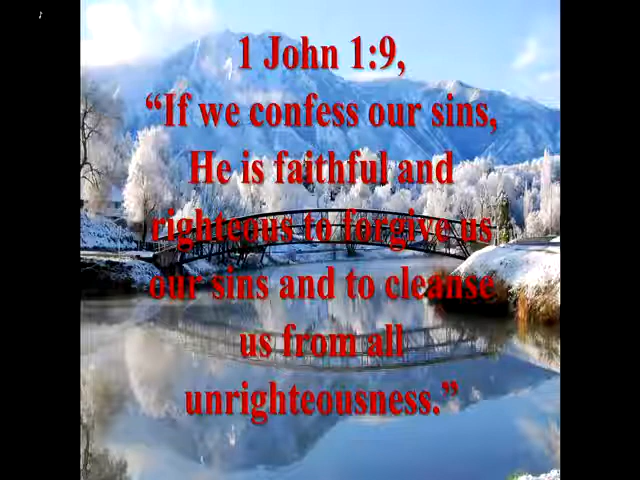 1 John 1:9,
“If we confess our sins,
He is faithful and
righteous to forgive us
our sins and to cleanse
us from all
unrighteousness.”